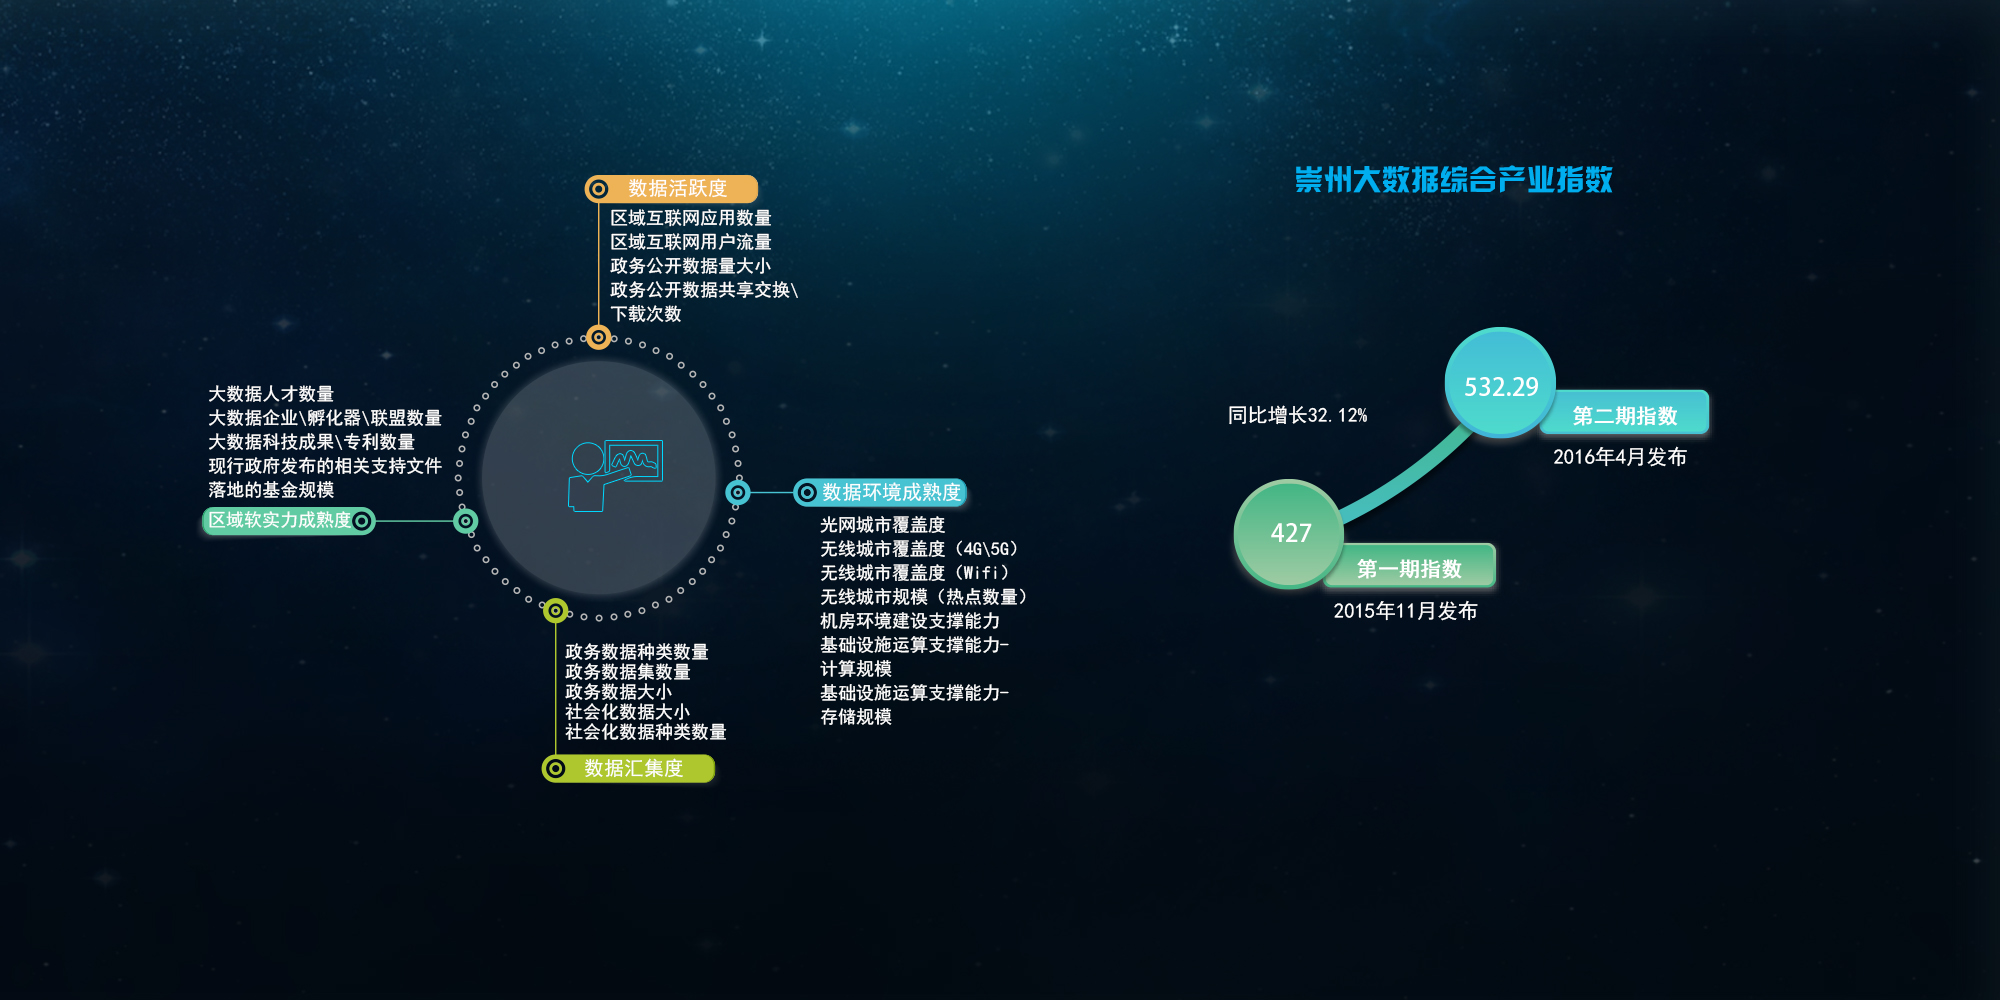 数据活跃度
区域互联网应用数量
区域互联网用户流量
政务公开数据量大小
政务公开数据共享交换\
下载次数
大数据人才数量
大数据企业\孵化器\联盟数量
大数据科技成果\专利数量
现行政府发布的相关支持文件
落地的基金规模
区域软实力成熟度
数据环境成熟度
光网城市覆盖度
无线城市覆盖度（4G\5G）
无线城市覆盖度（Wifi）
无线城市规模（热点数量）
机房环境建设支撑能力
基础设施运算支撑能力-
计算规模
基础设施运算支撑能力-
存储规模
政务数据种类数量
政务数据集数量
政务数据大小
社会化数据大小
社会化数据种类数量
数据汇集度
崇州大数据综合产业指数
532.29
同比增长32.12%
第二期指数
2016年4月发布
427
第一期指数
2015年11月发布